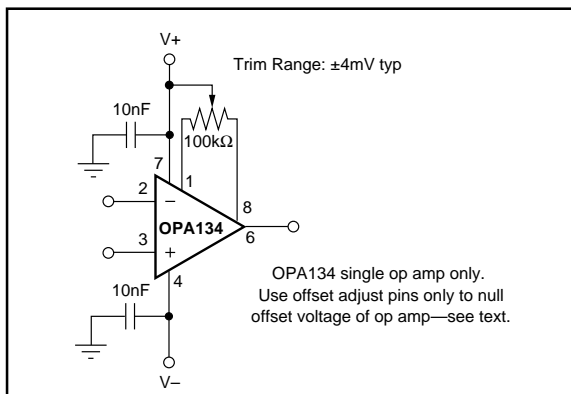 V+
Trim Range: ±4mV typ
10nF
100kΩ
7
1
2
–
8
OPA134
6
3
+
4
OPA134 single op amp only.
Use offset adjust pins only to null
offset voltage of op amp—see text.
10nF
V–